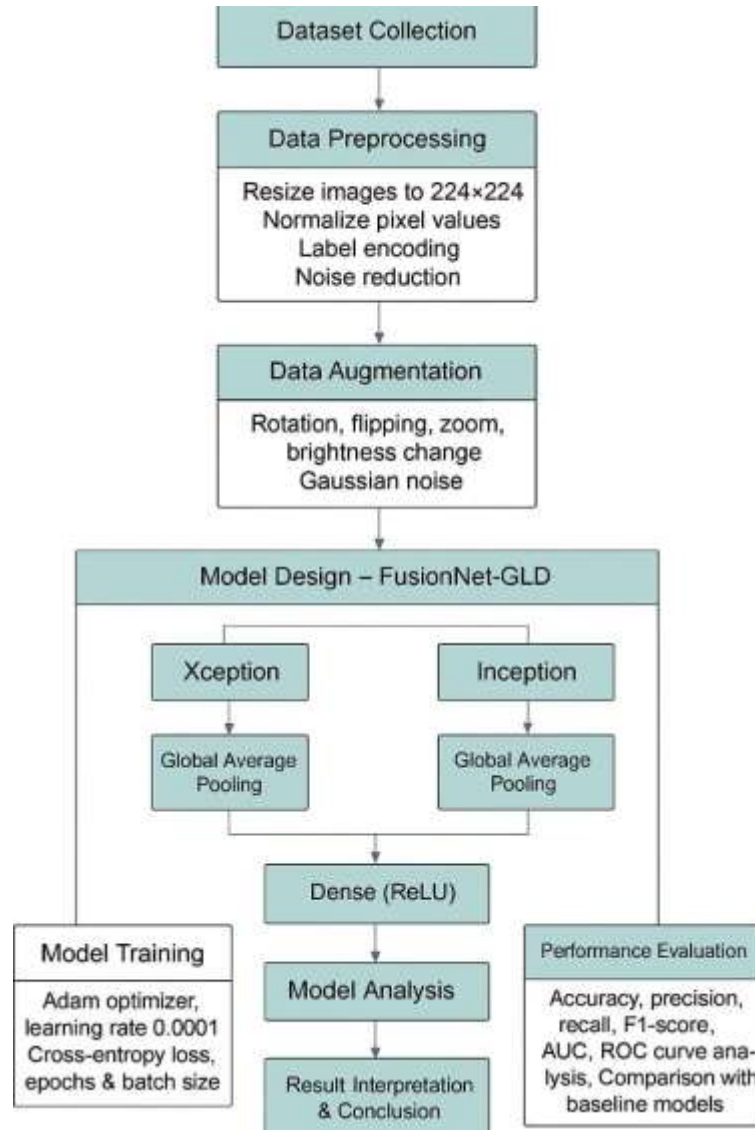 Dataset Collection
Data Preprocessing
Resize images to 224×224
Normalize pixel values
Label encoding
Noise reduction
Data Augmentation
Rotation, flipping, zoom,
brightness change
Gaussian noise
Model Design – FusionNet-GLD
Xception
Inception
Global Average
Pooling
Global Average
Pooling
Dense (ReLU)
Model Training
Adam optimizer,
learning rate 0.0001
Cross-entropy loss,
epochs & batch size
Model Analysis
Result Interpretation
& Conclusion
Performance Evaluation
Accuracy, precision,
recall, F1-score,
AUC, ROC curve ana-
lysis, Comparison with
baseline models